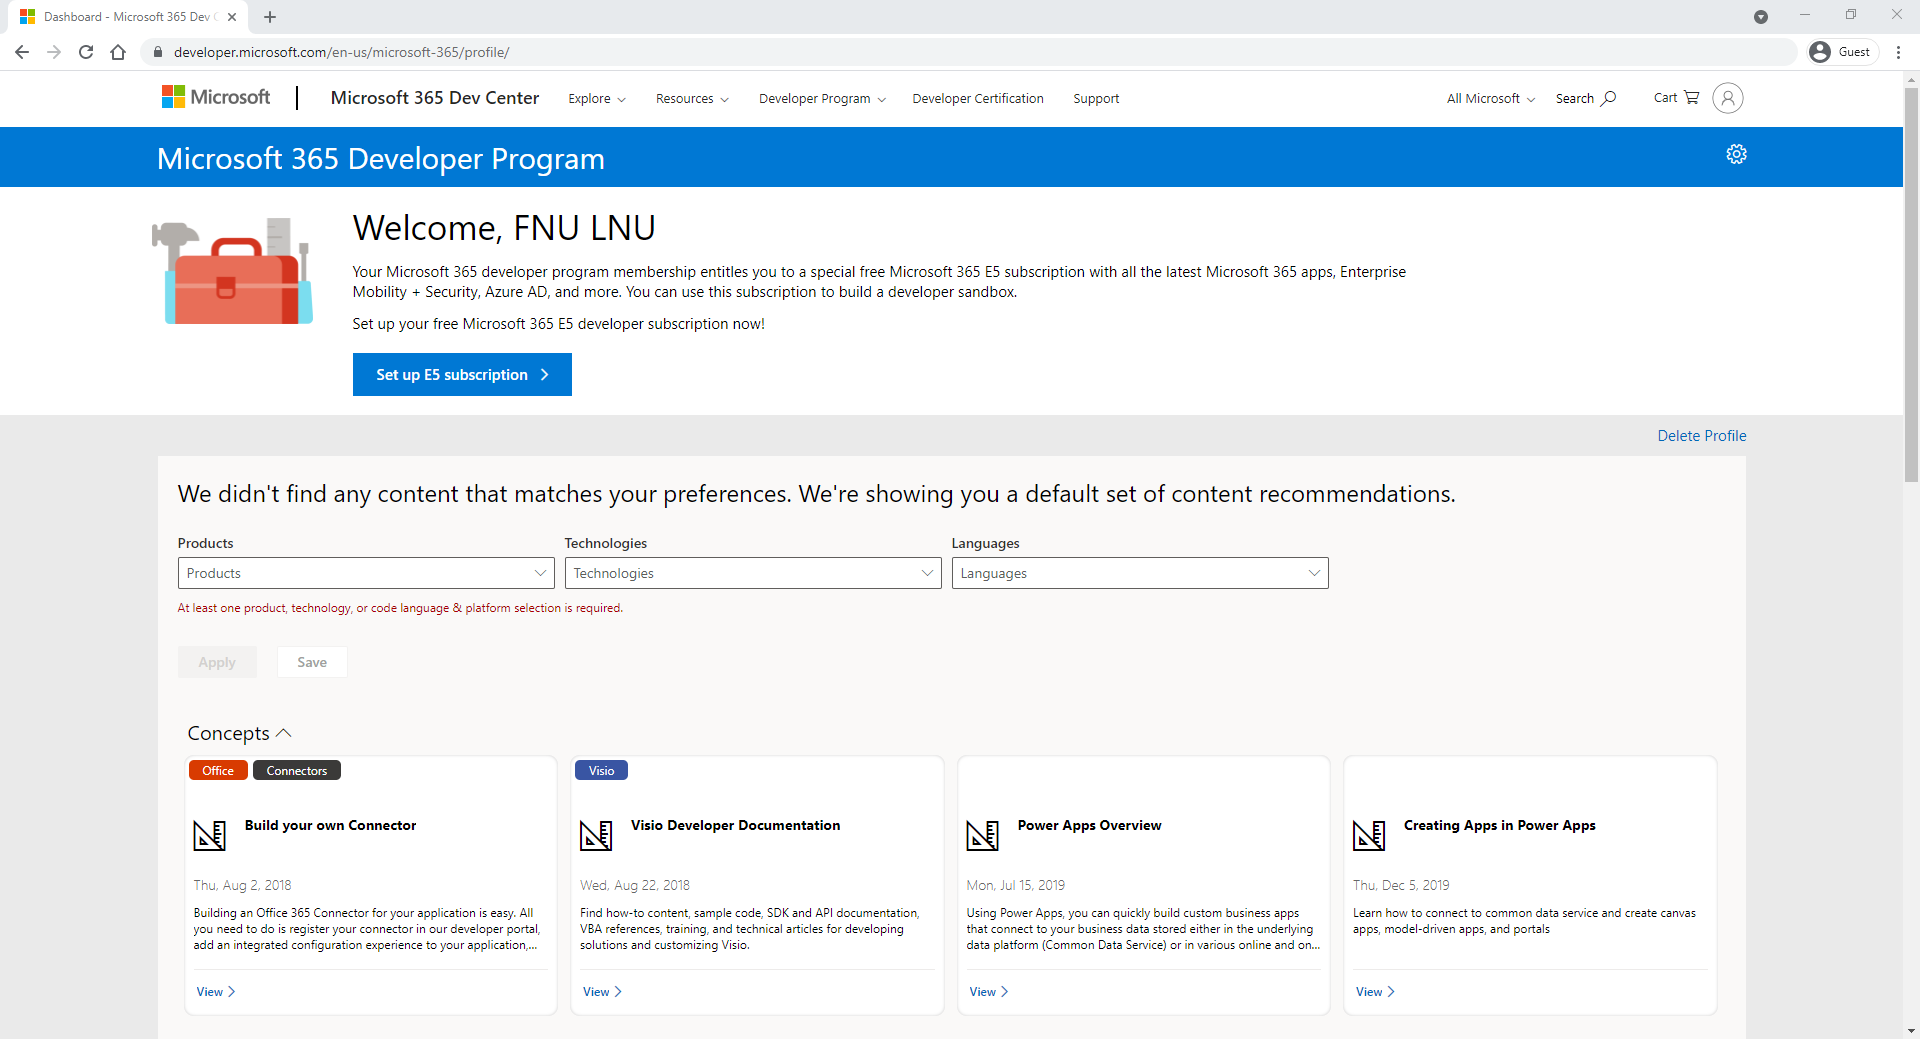 Dashboard - Microsoft 365 Dev C
developer.microsoft.com/en-us/microsoft-365/profile/
Guest
Microsoft
Microsoft 365 Dev Center
Explore
Resources
Developer Program
Developer Certification
Support
All Microsoft
Search
Cart
Microsoft 365 Developer Program
Welcome, FNU LNU
Your Microsoft 365 developer program membership entitles you to a special free Microsoft 365 E5 subscription with all the latest Microsoft 365 apps, Enterprise
Mobility + Security, Azure AD, and more. You can use this subscription to build a developer sandbox.
Set up your free Microsoft 365 E5 developer subscription now!
Set up E5 subscription
Delete Profile
We didn't find any content that matches your preferences. We're showing you a default set of content recommendations.
Products
Technologies
Languages
Products
Technologies
Languages
At least one product, technology, or code language & platform selection is required.
Apply
Save
Concepts
Office
Connectors
Build your own Connector
Thu, Aug 2, 2018
Building an Office 365 Connector for your application is easy. All
you need to do is register your connector in our developer portal,
add an integrated configuration experience to your application,...
View
Visio
Visio Developer Documentation
Wed, Aug 22, 2018
Find how-to content, sample code, SDK and API documentation,
VBA references, training, and technical articles for developing
solutions and customizing Visio.
View
Power Apps Overview
Mon, Jul 15, 2019
Using Power Apps, you can quickly build custom business apps
that connect to your business data stored either in the underlying
data platform (Common Data Service) or in various online and on...
View
Creating Apps in Power Apps
Thu, Dec 5, 2019
Learn how to connect to common data service and create canvas
apps, model-driven apps, and portals
View